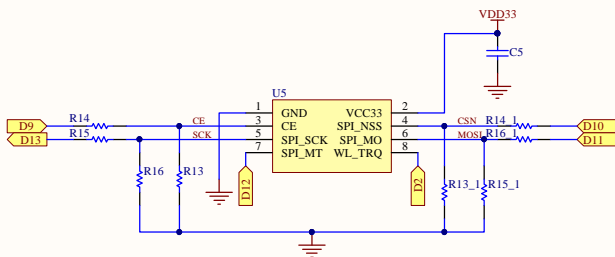 VDD33
C5
U5
1 GND VCC33 2
3 CE SPI_NSS 4
5 SPI_SCK SPI_MO 6
7 SPI_MT WL_TRQ 8
D9 R14 CE CSN R14_1 D10
D13 R15 SCK MOSI R16_1 D11
R16 R13 D12 D2 R13_1 R15_1